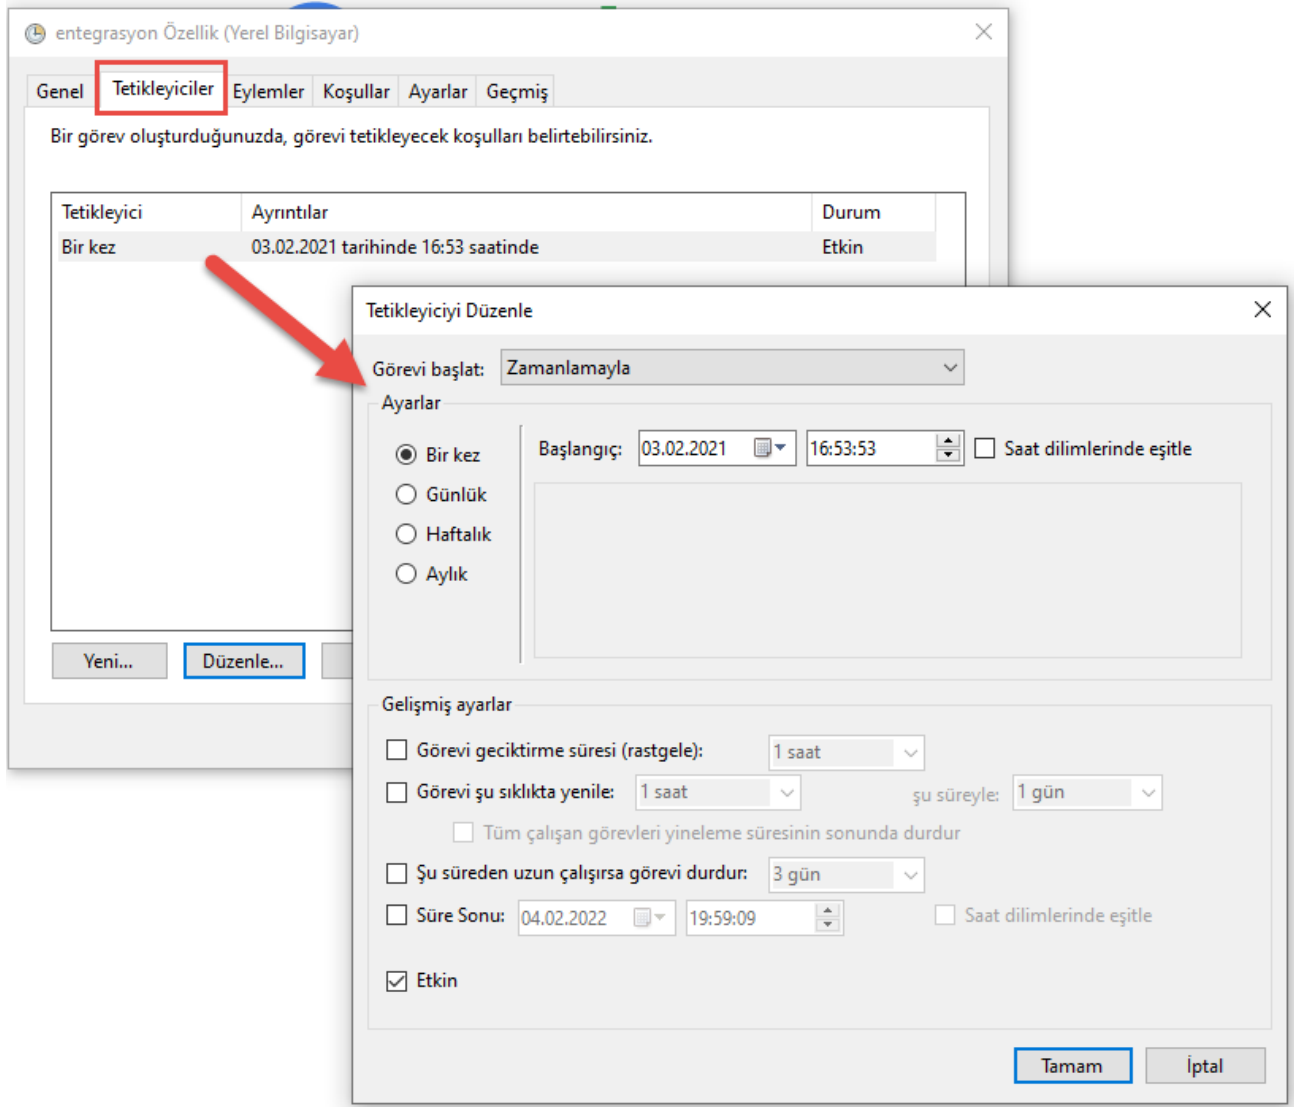 entegrasyon Özellik (Yerel Bilgisayar)
Genel Tetikleyiciler Eylemler Koşullar Ayarlar Geçmiş
Bir görev oluşturduğunuzda, görevi tetikleyecek koşulları belirtebilirsiniz.
Tetikleyici Ayrıntılar Durum
Bir kez 03.02.2021 tarihinde 16:53 saatinde Etkin
Yeni... Düzenle...
Tetikleyiciyi Düzenle
Görevi başlat: Zamanlamayla
Ayarlar
Bir kez Başlangıç: 03.02.2021 16:53:53 Saat dilimlerinde eşitle
Günlük
Haftalık
Aylık
Gelişmiş ayarlar
Görevi geciktirme süresi (rastgele): 1 saat
Görevi şu sıklıkta yenile: 1 saat şu süreyle: 1 gün
Tüm çalışan görevleri yineleme süresinin sonunda durdur
Şu süreden uzun çalışırsa görevi durdur: 3 gün
Süre Sonu: 04.02.2022 19:59:09 Saat dilimlerinde eşitle
Etkin
Tamam İptal